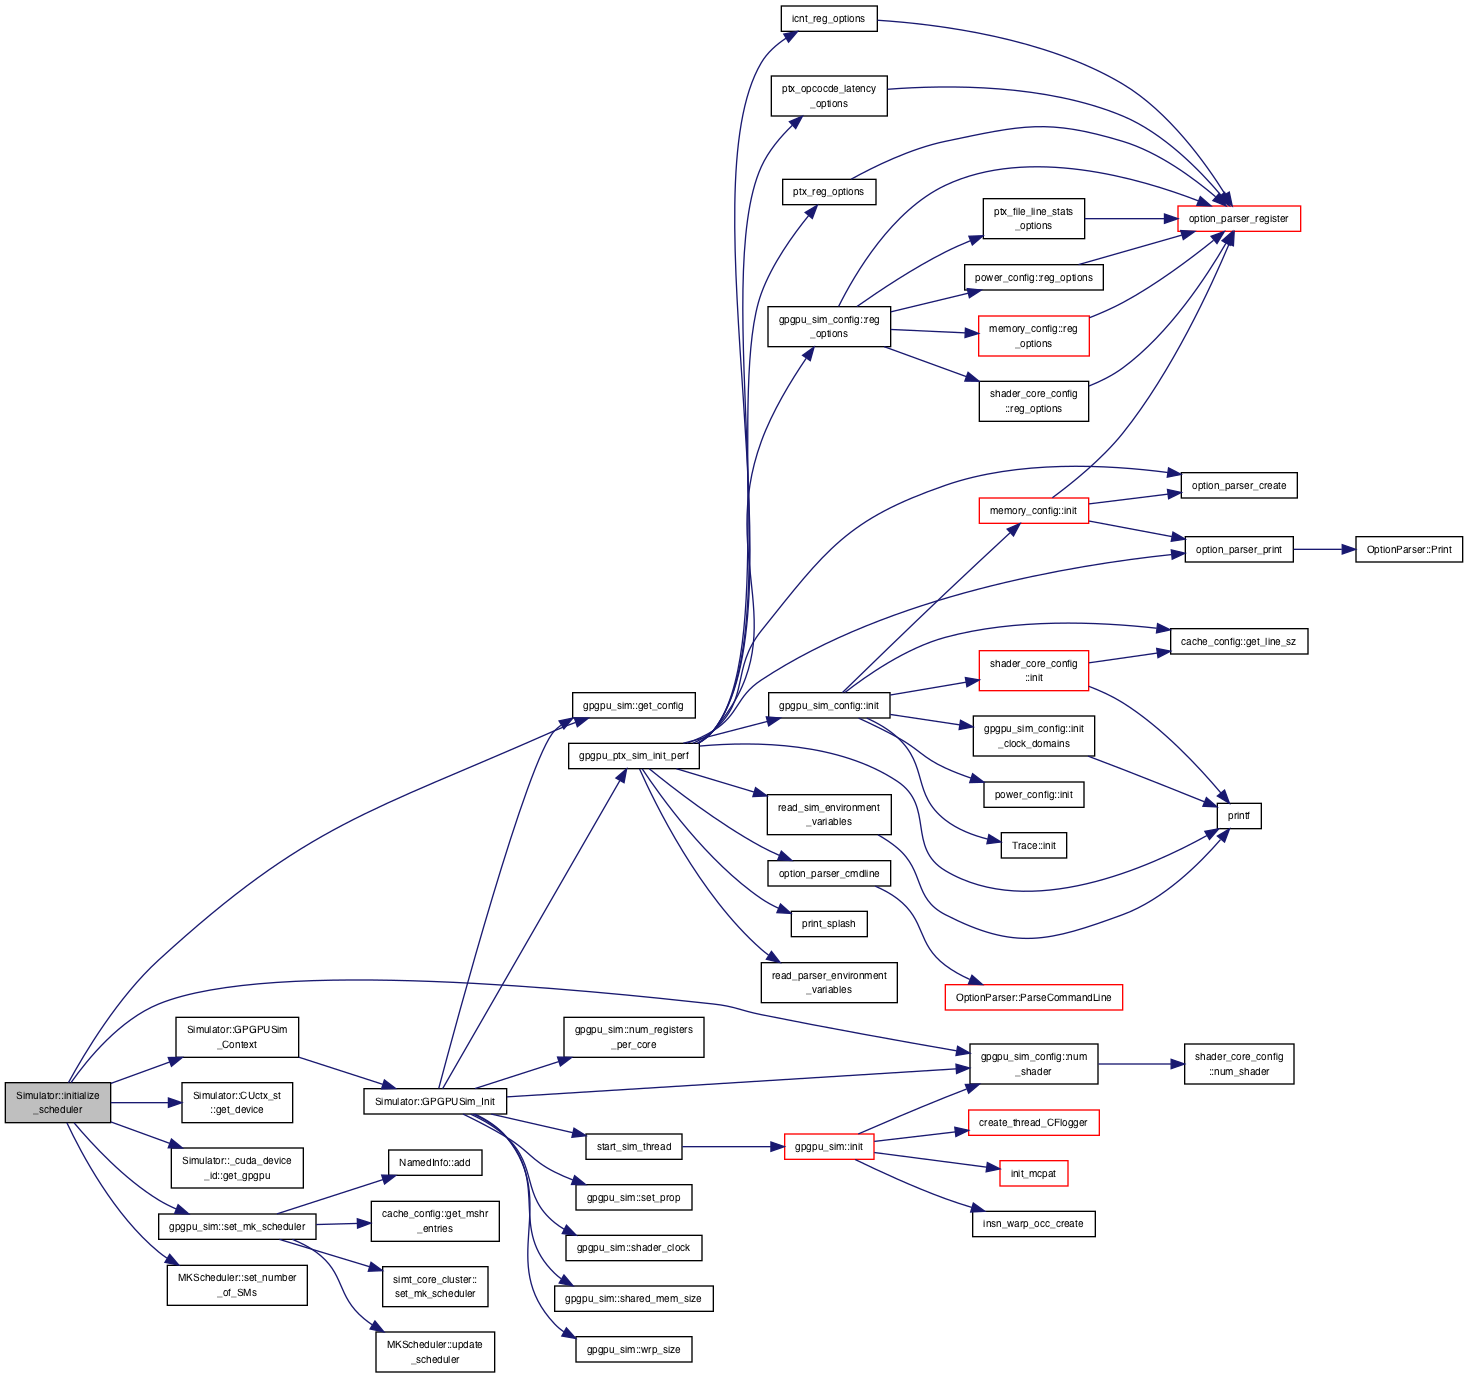 icnt_reg_options
ptx_opcocde_latency
_options
ptx_reg_options
ptx_file_line_stats
_options
option_parser_register
power_config::reg_options
gpgpu_sim_config::reg
_options
memory_config::reg
_options
shader_core_config
::reg_options
option_parser_create
memory_config::init
option_parser_print
OptionParser::Print
cache_config::get_line_sz
shader_core_config
::init
gpgpu_sim::get_config
gpgpu_sim_config::init
gpgpu_sim_config::init
_clock_domains
gpgpu_ptx_sim_init_perf
power_config::init
read_sim_environment
_variables
printf
Trace::init
option_parser_cmdline
print_splash
read_parser_environment
_variables
OptionParser::ParseCommandLine
Simulator::GPGPUSim
_Context
gpgpu_sim::num_registers
_per_core
gpgpu_sim_config::num
_shader
shader_core_config
::num_shader
Simulator::initialize
_scheduler
Simulator::CUctx_st
::get_device
Simulator::GPGPUSim_Init
create_thread_CFlogger
start_sim_thread
gpgpu_sim::init
Simulator::_cuda_device
_id::get_gpgpu
NamedInfo::add
init_mcpat
gpgpu_sim::set_prop
gpgpu_sim::set_mk_scheduler
cache_config::get_mshr
_entries
insn_warp_occ_create
gpgpu_sim::shader_clock
MKScheduler::set_number
_of_SMs
simt_core_cluster::
set_mk_scheduler
gpgpu_sim::shared_mem_size
MKScheduler::update
_scheduler
gpgpu_sim::wrp_size